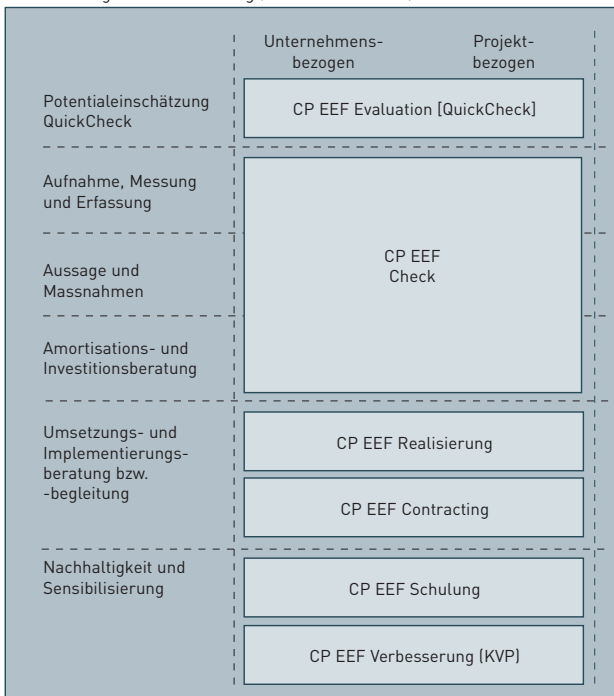 Unternehmens-
bezogen
Projekt-
bezogen
Potentialeinschätzung
QuickCheck
CP EEF Evaluation [QuickCheck]
Aufnahme, Messung
und Erfassung
Aussage und
Massnahmen
Amortisations- und
Investitionsberatung
CP EEF
Check
Umsetzungs- und
Implementierungs-
beratung bzw.
-begleitung
CP EEF Realisierung
CP EEF Contracting
Nachhaltigkeit und
Sensibilisierung
CP EEF Schulung
CP EEF Verbesserung (KVP)